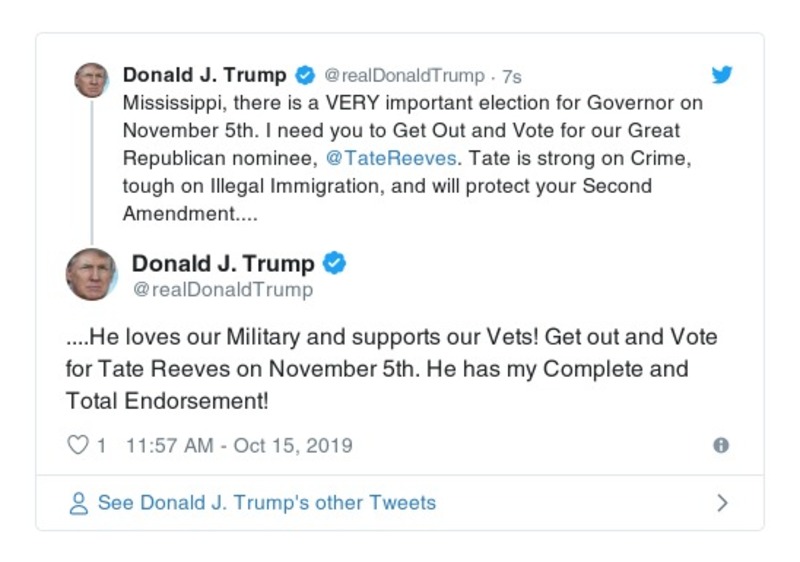 Donald J. Trump @realDonaldTrump · 7s
Mississippi, there is a VERY important election for Governor on
November 5th. I need you to Get Out and Vote for our Great
Republican nominee, @TateReeves. Tate is strong on Crime,
tough on Illegal Immigration, and will protect your Second
Amendment....
Donald J. Trump
@realDonaldTrump
....He loves our Military and supports our Vets! Get out and Vote
for Tate Reeves on November 5th. He has my Complete and
Total Endorsement!
1 11:57 AM - Oct 15, 2019
See Donald J. Trump's other Tweets